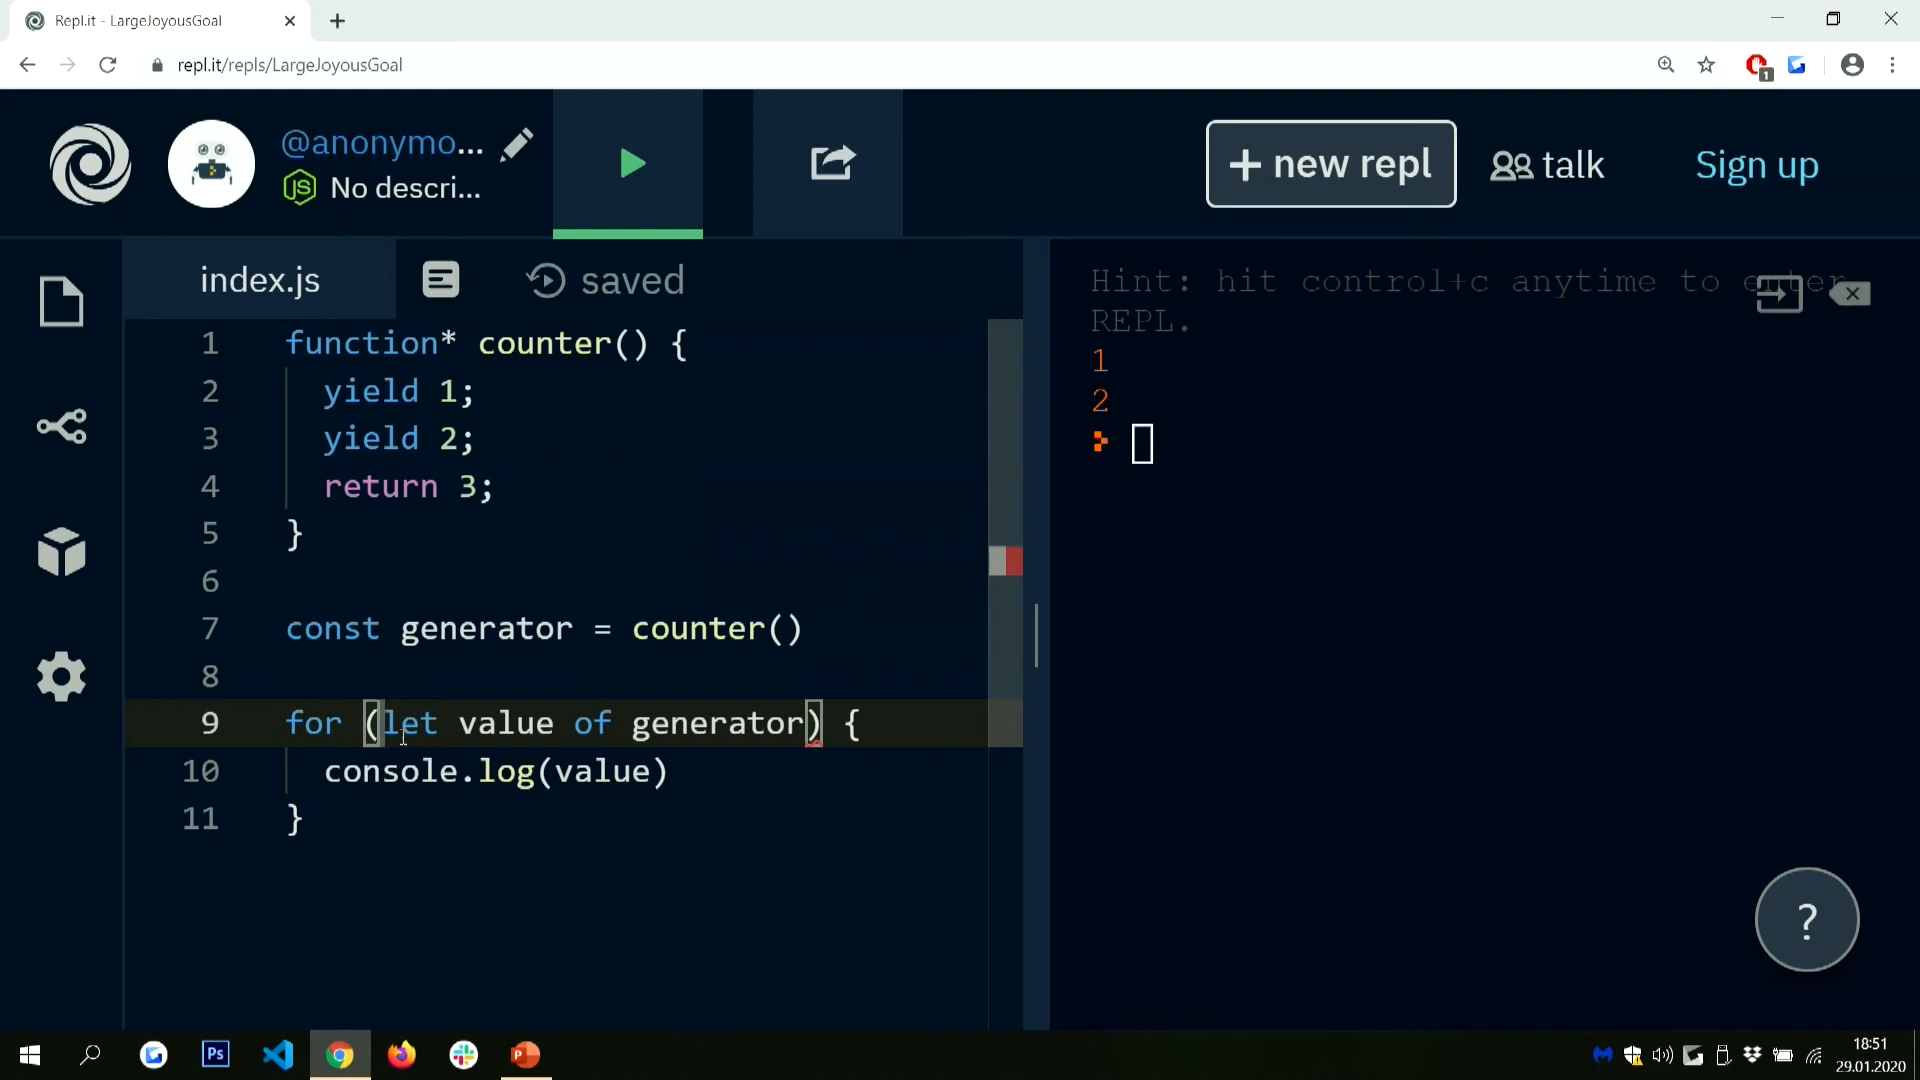 Repl.it - LargeJoyousGoal
repl.it/repls/LargeJoyousGoal
1
@anonymo...
JS No descri...
+ new repl
talk
Sign up
index.js
saved
1 function* counter() {
2 yield 1;
3 yield 2;
4 return 3;
5 }
6
7 const generator = counter()
8
9 for (let value of generator) {
10 console.log(value)
11 }
Hint: hit control+c anytime to enter
REPL.
1
2
?
Ps
P
18:51
29.01.2020